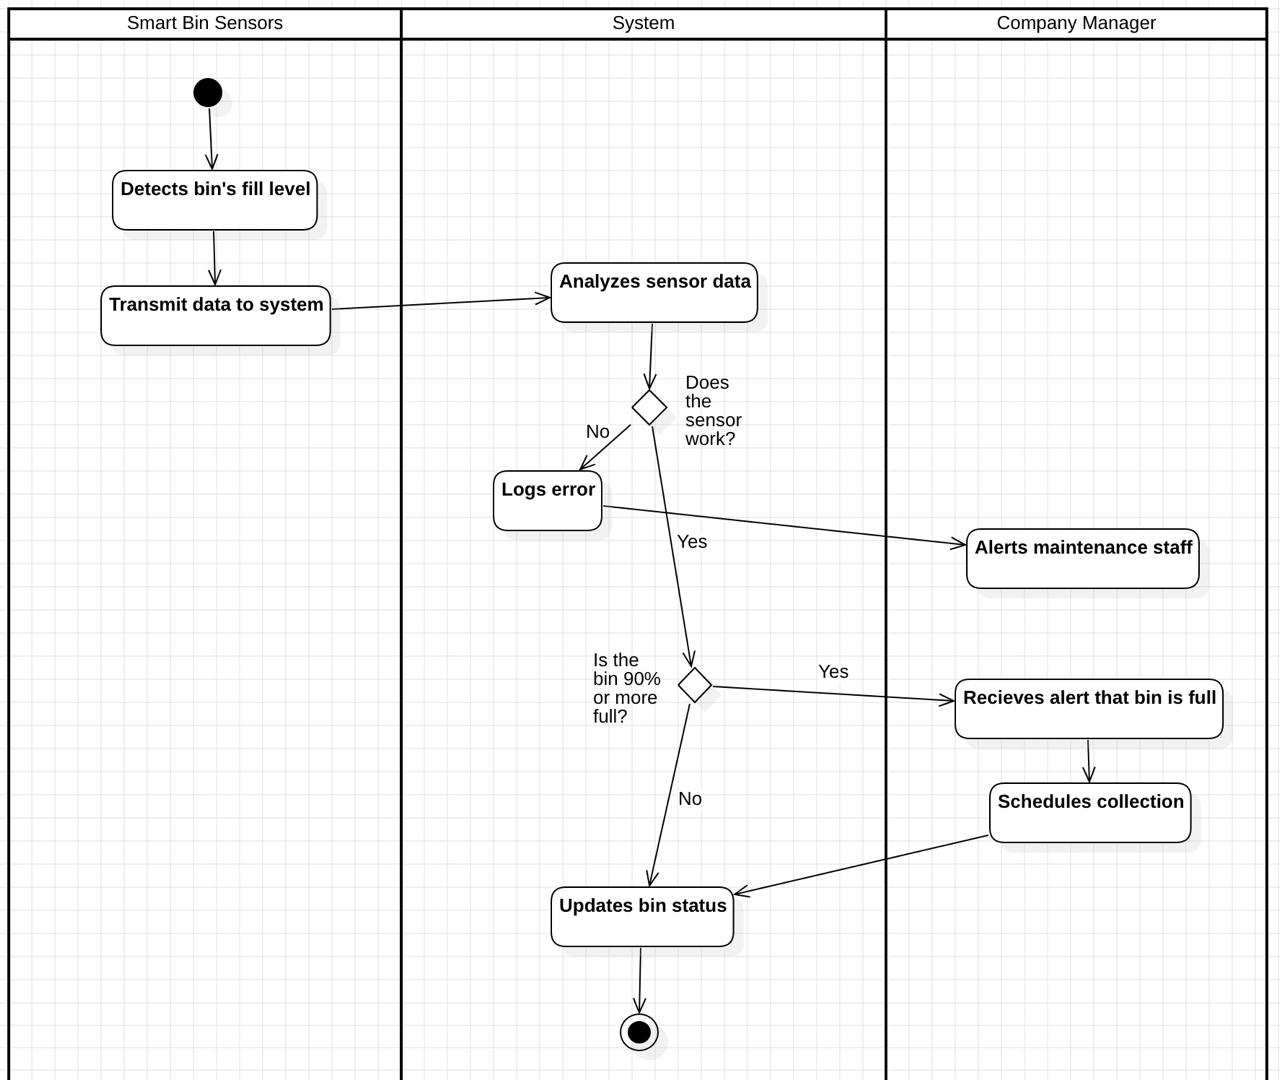 Smart Bin Sensors
System
Company Manager
Detects bin's fill level
Transmit data to system
Analyzes sensor data
Does
the
sensor
work?
No
Logs error
Yes
Alerts maintenance staff
Is the
bin 90%
or more
full?
Yes
Recieves alert that bin is full
No
Schedules collection
Updates bin status